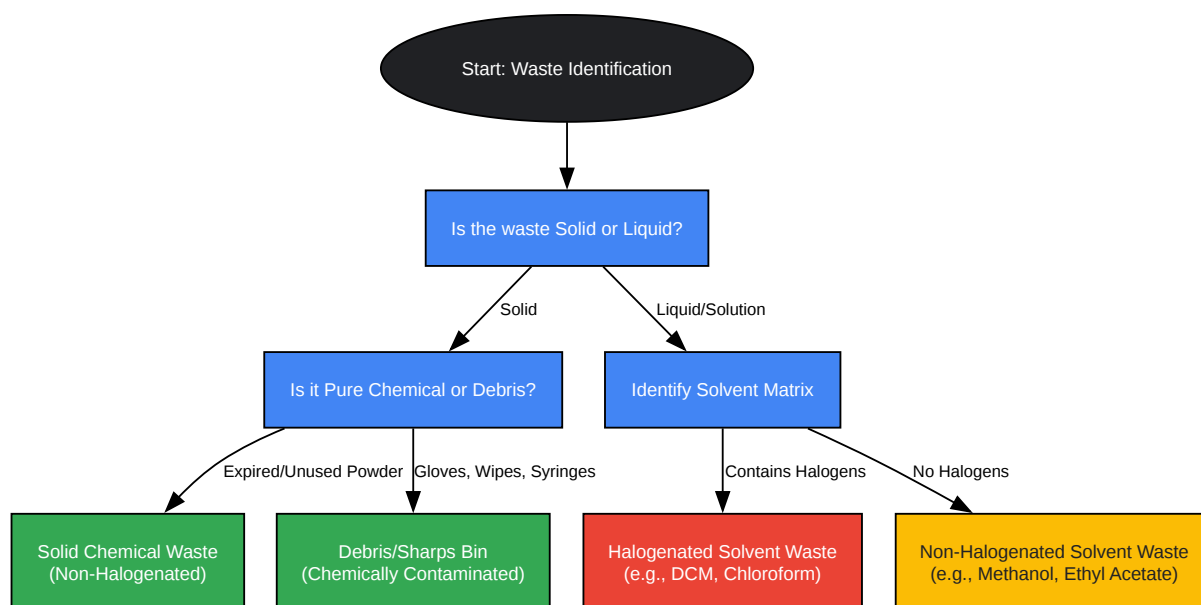 Start: Waste Identification
Is the waste Solid or Liquid?
Solid
Liquid/Solution
Is it Pure Chemical or Debris?
Identify Solvent Matrix
Expired/Unused Powder
Gloves, Wipes, Syringes
Contains Halogens
No Halogens
Solid Chemical Waste
(Non-Halogenated)
Debris/Sharps Bin
(Chemically Contaminated)
Halogenated Solvent Waste
(e.g., DCM, Chloroform)
Non-Halogenated Solvent Waste
(e.g., Methanol, Ethyl Acetate)